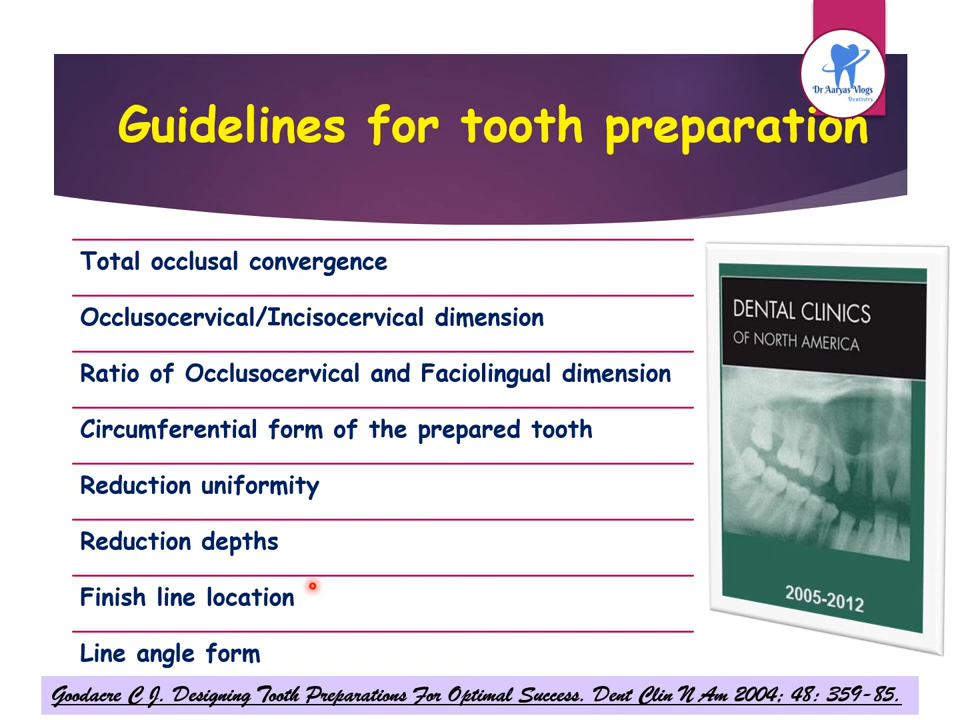 Dr Aaryas Vlogs
Dentistry
Guidelines for tooth preparation
Total occlusal convergence
Occlusocervical/Incisocervical dimension
Ratio of Occlusocervical and Faciolingual dimension
Circumferential form of the prepared tooth
Reduction uniformity
Reduction depths
Finish line location
Line angle form
DENTAL CLINICS
OF NORTH AMERICA
2005-2012
Goodacre C J. Designing Tooth Preparations For Optimal Success. Dent Clin N Am 2004; 48: 359-85.